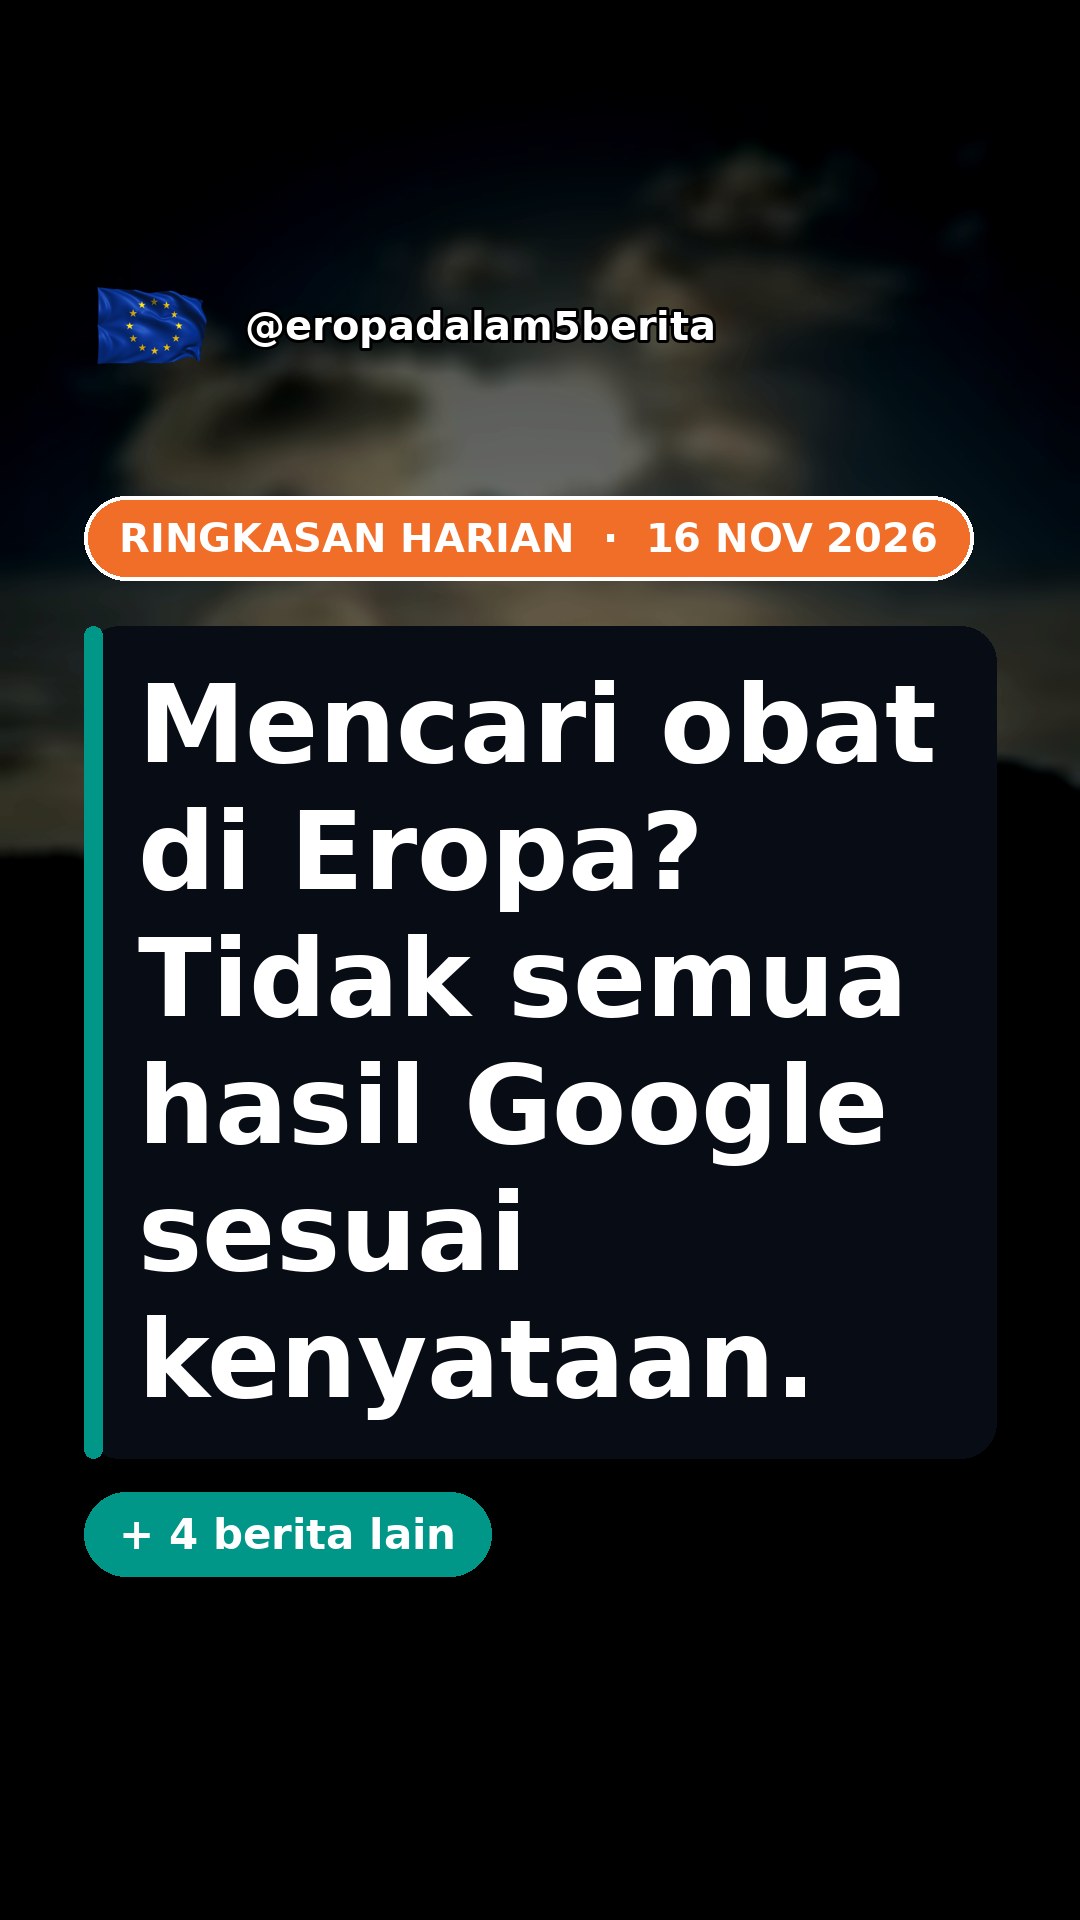 @eropadalam5berita
RINGKASAN HARIAN · 16 NOV 2026
Mencari obat
di Eropa?
Tidak semua
hasil Google
sesuai
kenyataan.
+ 4 berita lain